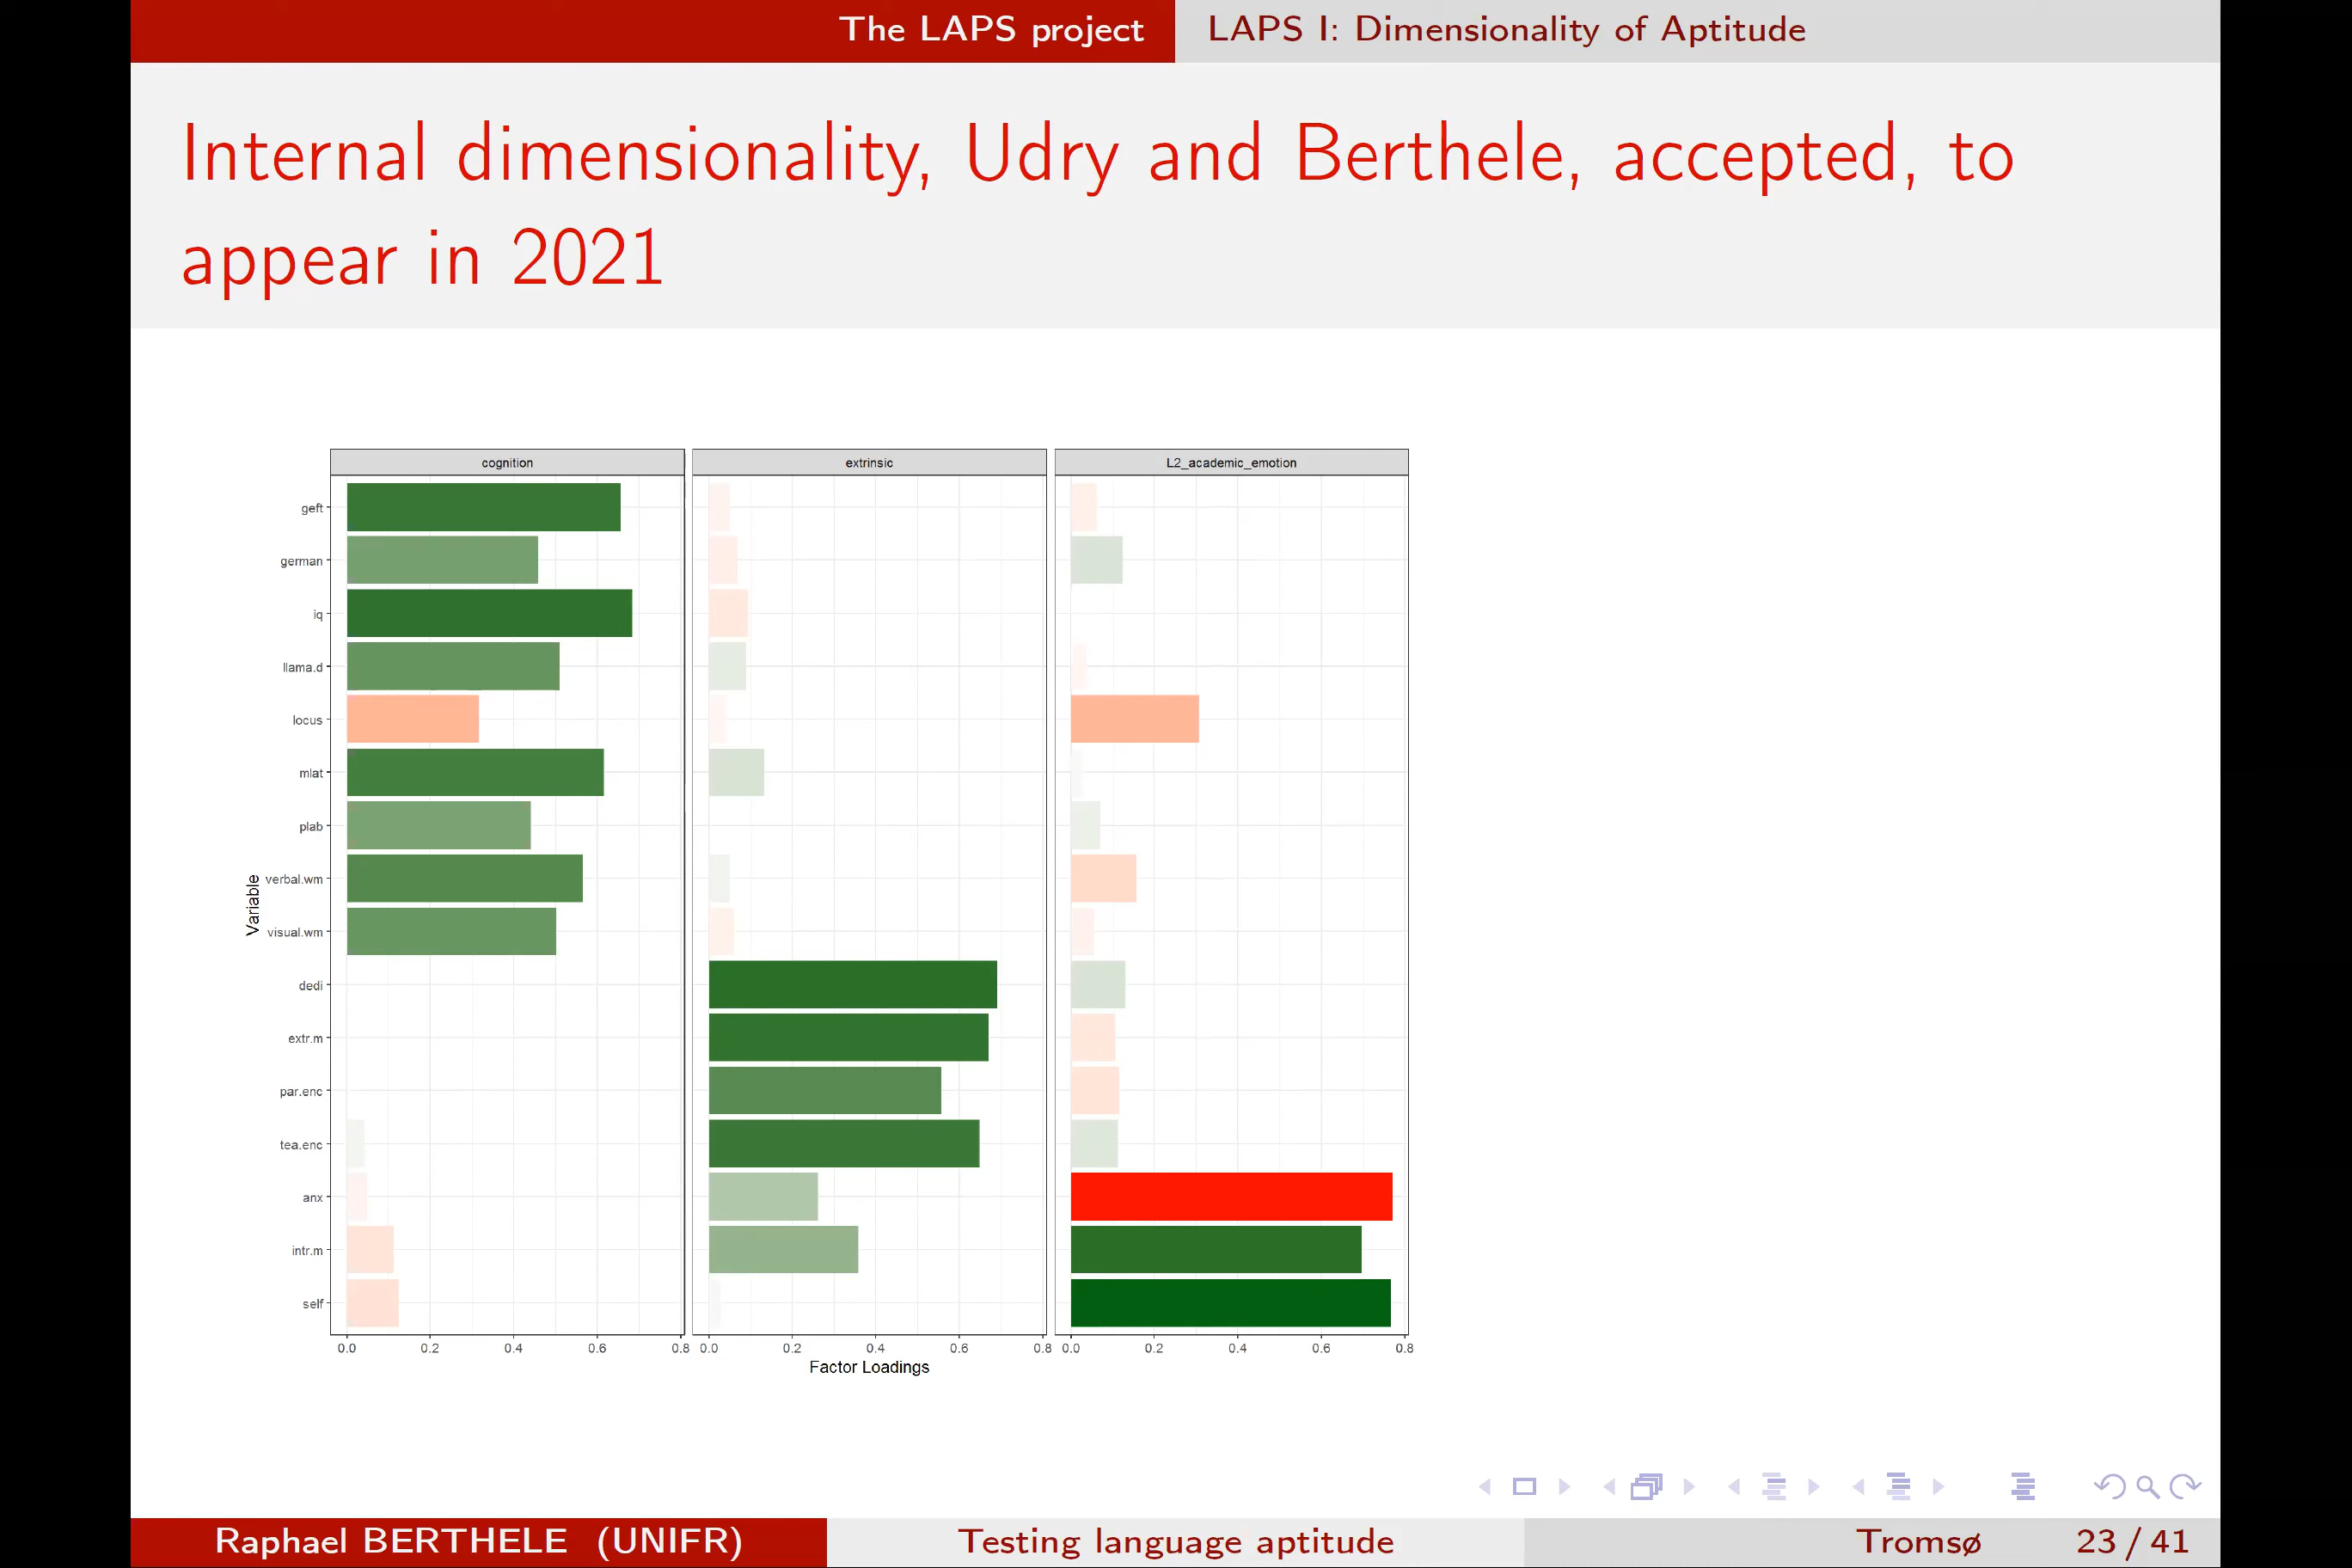 The LAPS project LAPS I: Dimensionality of Aptitude
Internal dimensionality, Udry and Berthele, accepted, to
appear in 2021
cognition extrinsic L2_academic_emotion
geft
german
iq
llama.d
locus
mlat
plab
verbal.wm
visual.wm
dedi
extr.m
par.enc
tea.enc
anx
intr.m
self
Variable
0.0 0.2 0.4 0.6 0.8 0.0 0.2 0.4 0.6 0.8 0.0 0.2 0.4 0.6 0.8
Factor Loadings
Raphael BERTHELE (UNIFR) Testing language aptitude Tromsø 23 / 41